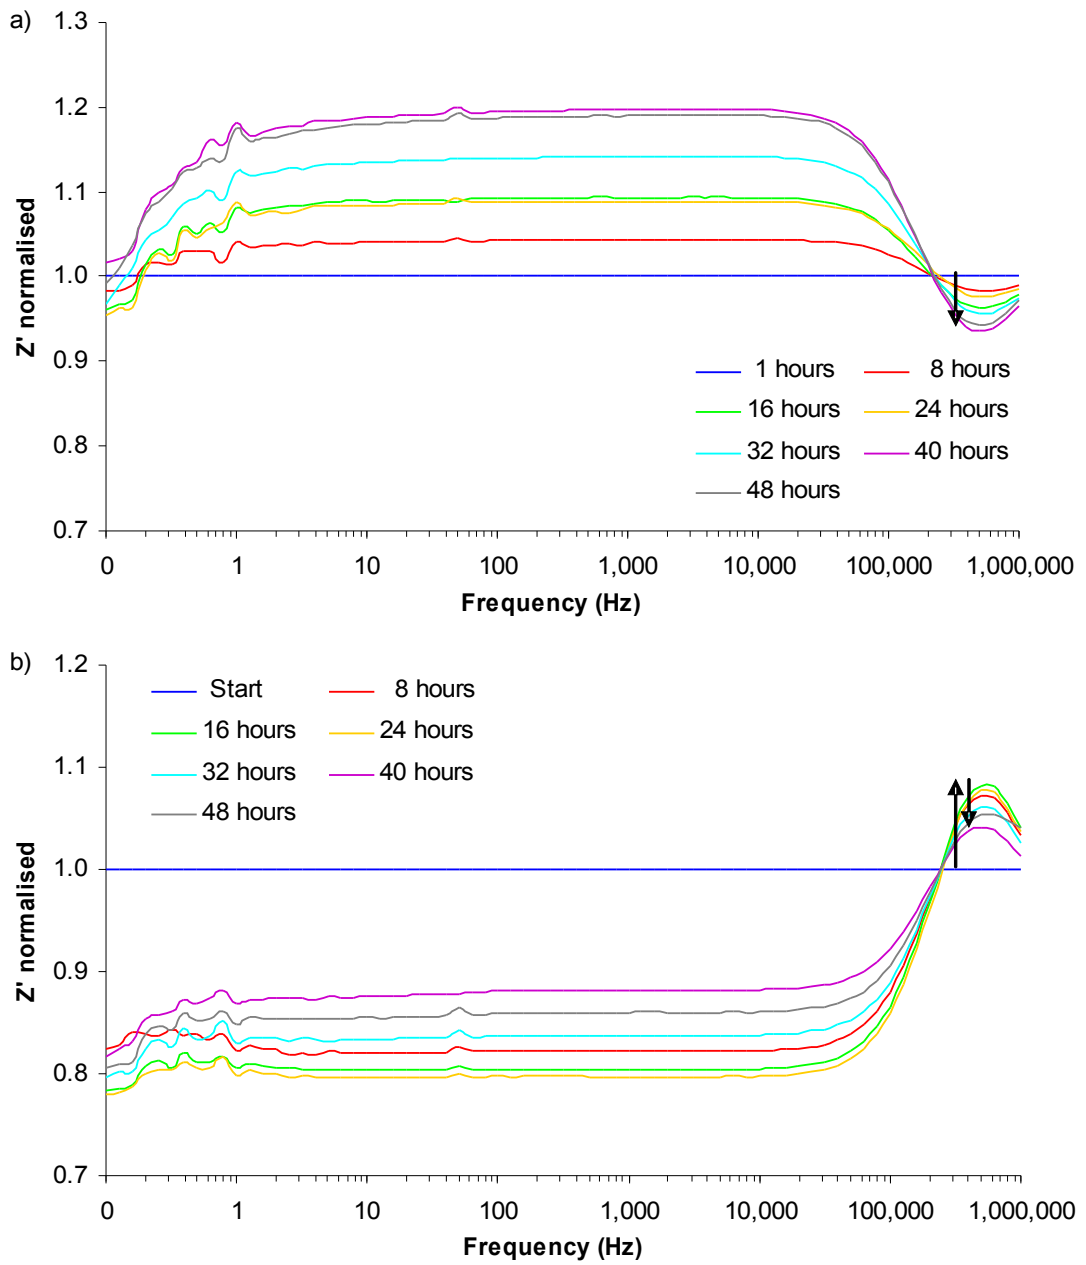 a)
1.3
1.2
1.1
1.0
0.9
0.8
0.7
Z' normalised
1 hours 8 hours
16 hours 24 hours
32 hours 40 hours
48 hours
0 1 10 100 1,000 10,000 100,000 1,000,000
Frequency (Hz)
b)
1.2
1.1
1.0
0.9
0.8
0.7
Z' normalised
Start 8 hours
16 hours 24 hours
32 hours 40 hours
48 hours
0 1 10 100 1,000 10,000 100,000 1,000,000
Frequency (Hz)